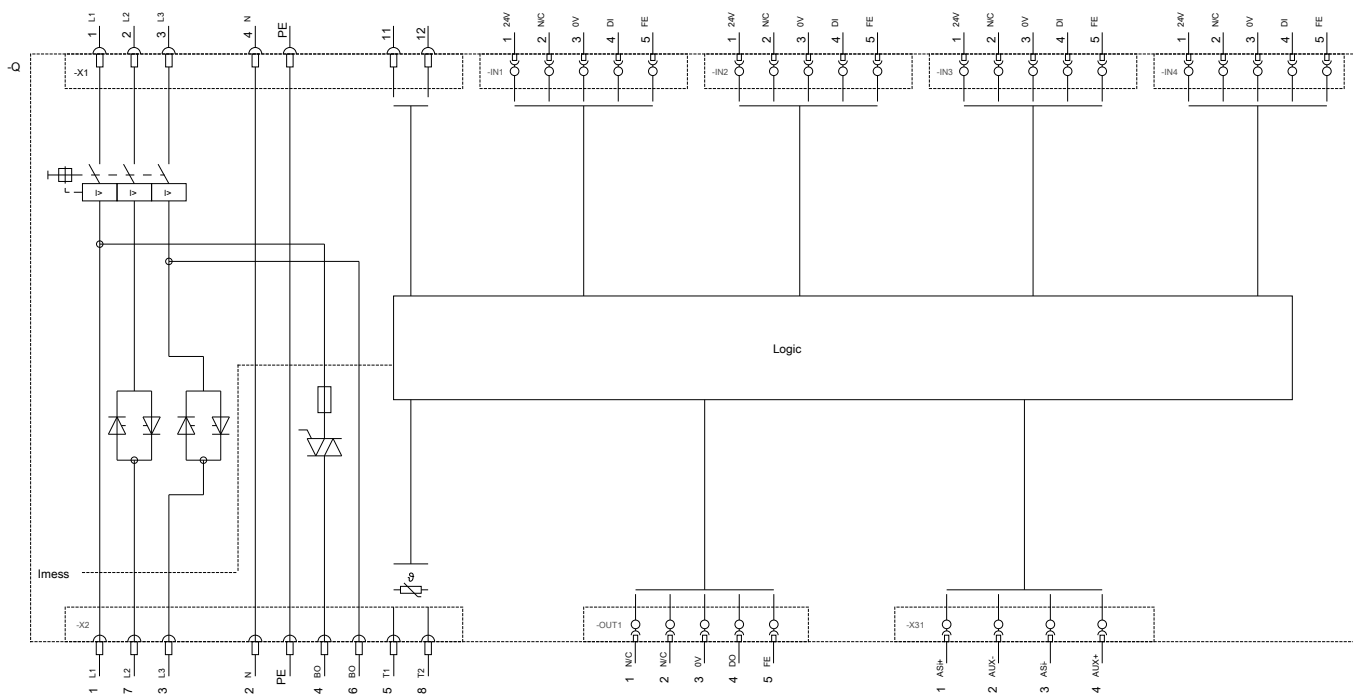 L1 L2 L3 N
1 2 3 4 PE 11 12
24V N/C 0V DI FE
1 2 3 4 5
24V N/C 0V DI FE
1 2 3 4 5
24V N/C 0V DI FE
1 2 3 4 5
24V N/C 0V DI FE
1 2 3 4 5
-Q
-X1
-IN1
-IN2
-IN3
-IN4
I> I> I>
Logic
Imess
ϑ
-X2
-OUT1
-X31
L1 L2 L3 N BO BO T1 T2
1 7 3 2 PE 4 6 5 8
N/C N/C 0V DO FE
1 2 3 4 5
ASI+ AUX- ASI- AUX+
1 2 3 4